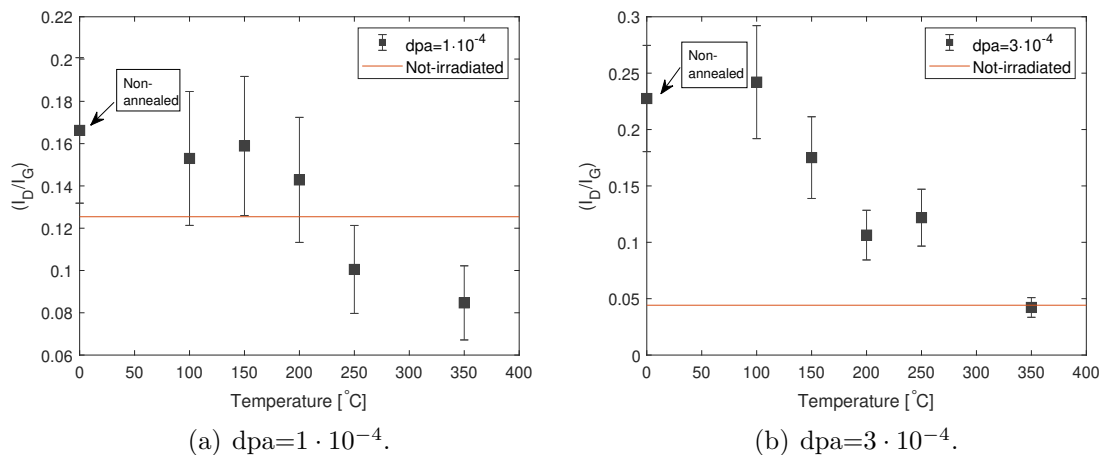 0.22
0.2
0.18
0.16
0.14
0.12
0.1
0.08
0.06
(I_D/I_G)
dpa=1·10^-4
Not-irradiated
Non-
annealed
0 50 100 150 200 250 300 350 400
Temperature [°C]
(a) dpa=1 · 10^−4.
0.3
0.25
0.2
0.15
0.1
0.05
0
(I_D/I_G)
dpa=3·10^-4
Not-irradiated
Non-
annealed
0 50 100 150 200 250 300 350 400
Temperature [°C]
(b) dpa=3 · 10^−4.